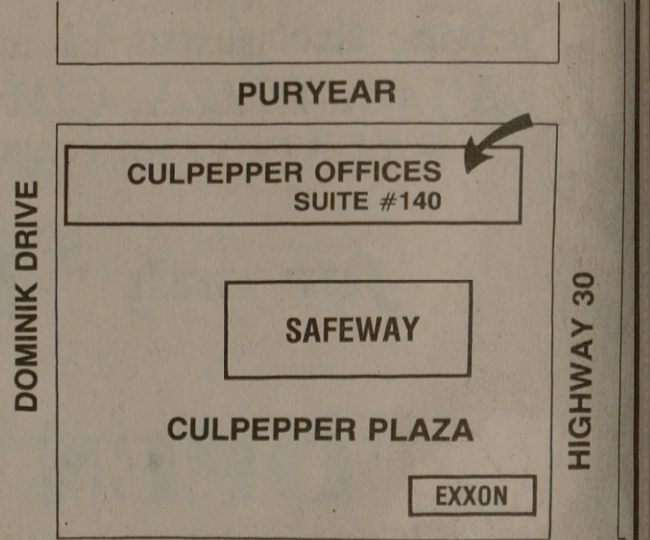 PURYEAR
CULPEPPER OFFICES
SUITE #140
DOMINIK DRIVE
SAFEWAY
HIGHWAY 30
CULPEPPER PLAZA
EXXON